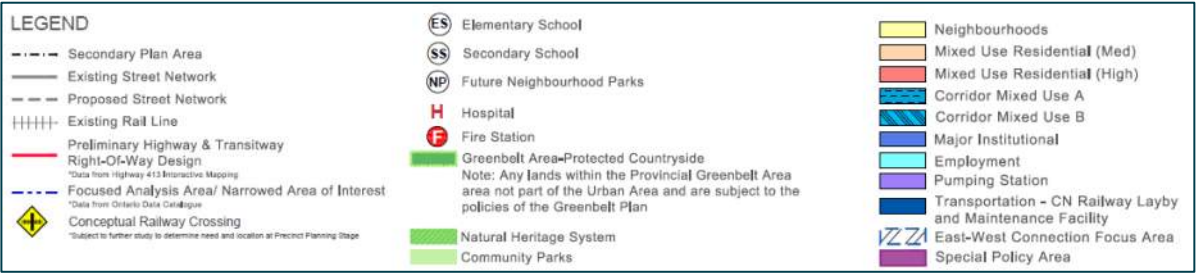 LEGEND
Secondary Plan Area
Existing Street Network
Proposed Street Network
Existing Rail Line
Preliminary Highway & Transitway
Right-Of-Way Design
*Data from Highway 413 Interactive Mapping
Focused Analysis Area/ Narrowed Area of Interest
*Data from Ontario Data Catalogue
Conceptual Railway Crossing
*Subject to further study to determine need and location at Precinct Planning Stage
ES Elementary School
SS Secondary School
NP Future Neighbourhood Parks
H Hospital
F Fire Station
Greenbelt Area-Protected Countryside
Note: Any lands within the Provincial Greenbelt Area
area not part of the Urban Area and are subject to the
policies of the Greenbelt Plan
Natural Heritage System
Community Parks
Neighbourhoods
Mixed Use Residential (Med)
Mixed Use Residential (High)
Corridor Mixed Use A
Corridor Mixed Use B
Major Institutional
Employment
Pumping Station
Transportation - CN Railway Layby
and Maintenance Facility
East-West Connection Focus Area
Special Policy Area